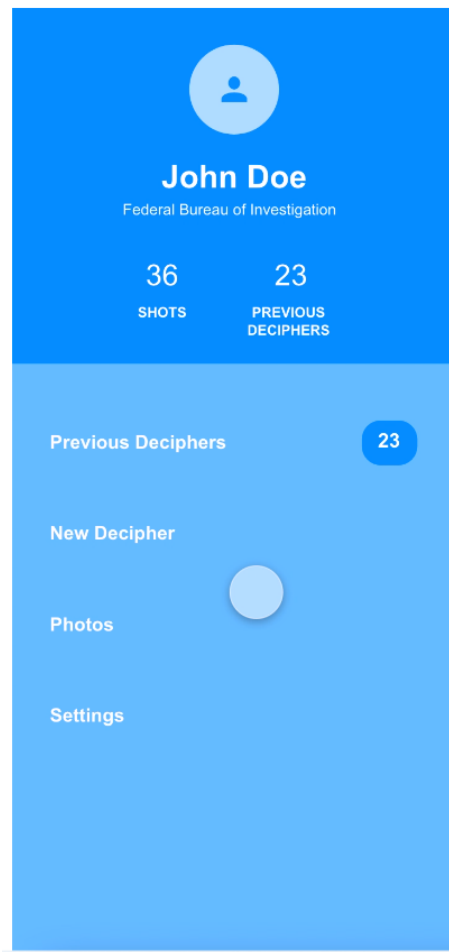 John Doe
Federal Bureau of Investigation
36
23
SHOTS
PREVIOUS
DECIPHERS
Previous Deciphers
23
New Decipher
Photos
Settings